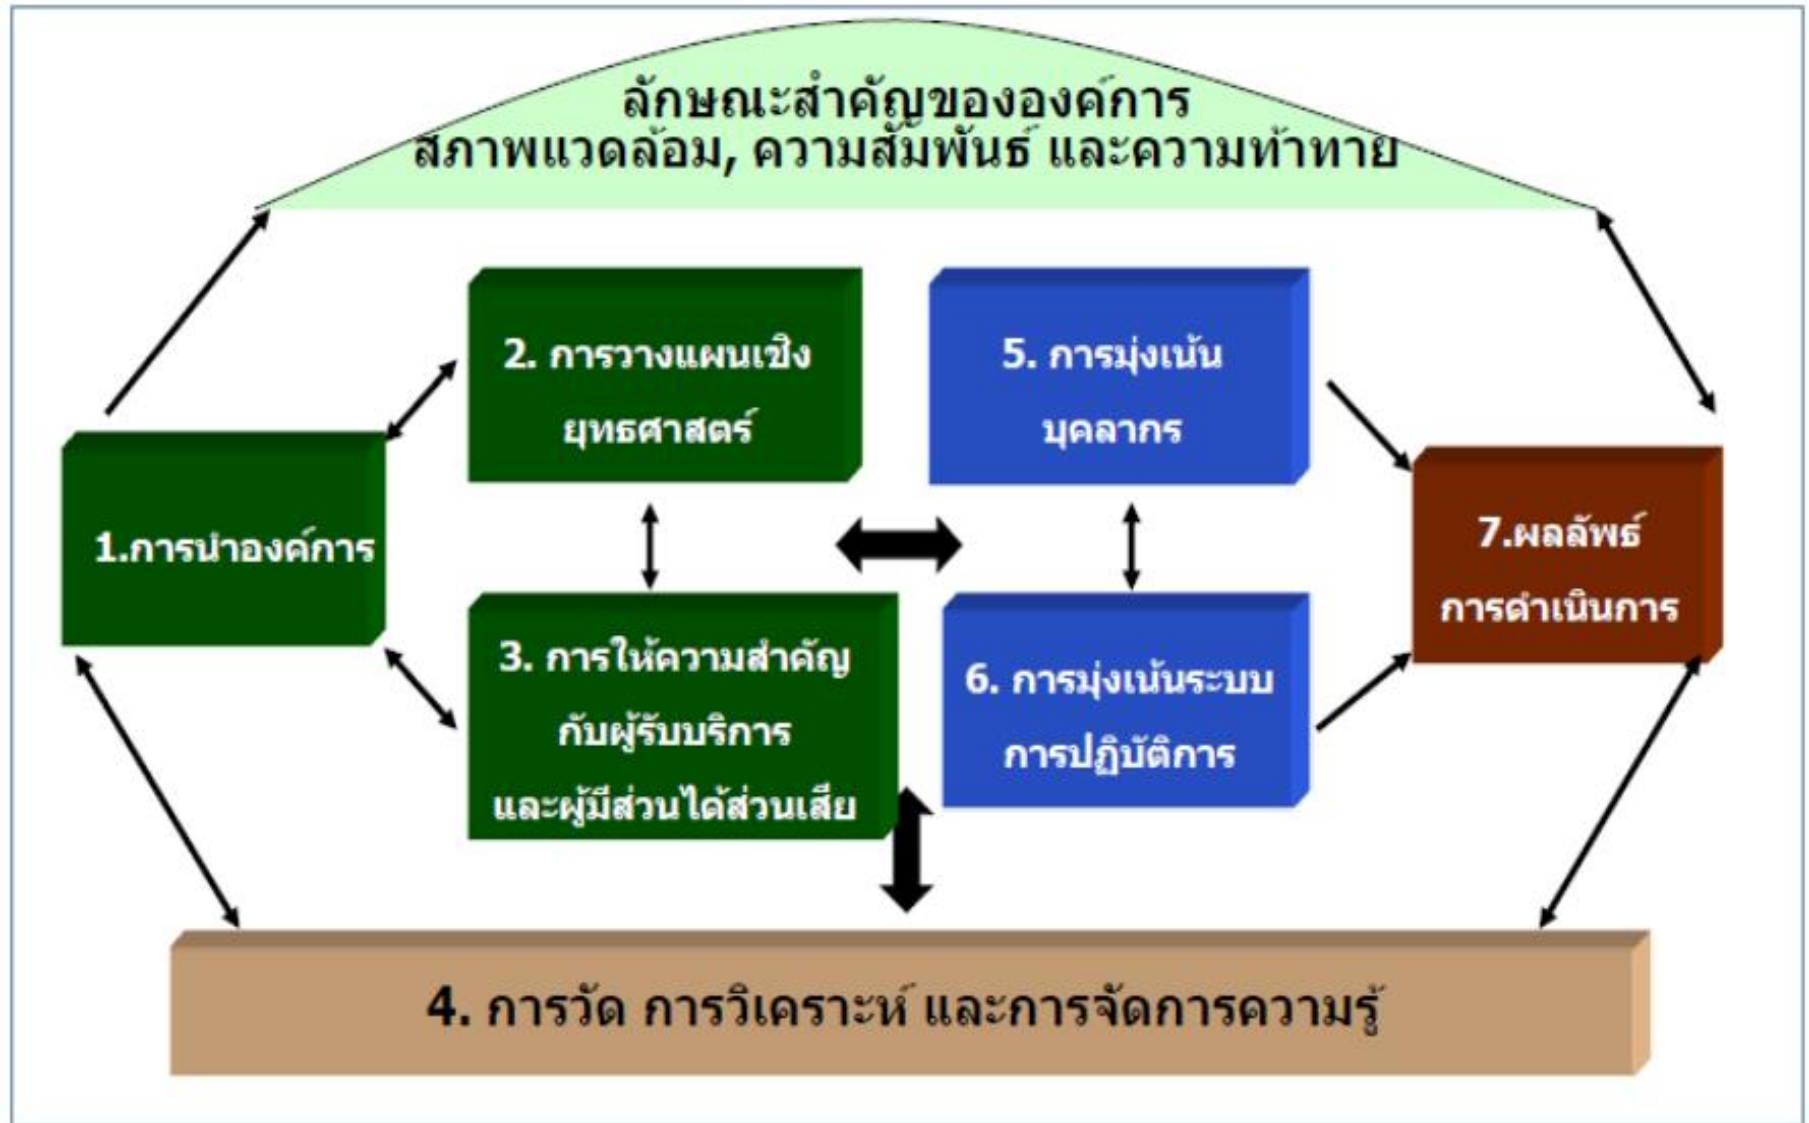 ลักษณะสำคัญขององค์การ
สภาพแวดล้อม, ความสัมพันธ์ และความท้าทาย
2. การวางแผนเชิง
ยุทธศาสตร์
5. การมุ่งเน้น
บุคลากร
1.การนำองค์การ
7.ผลลัพธ์
การดำเนินการ
3. การให้ความสำคัญ
กับผู้รับบริการ
และผู้มีส่วนได้ส่วนเสีย
6. การมุ่งเน้นระบบ
การปฏิบัติการ
4. การวัด การวิเคราะห์ และการจัดการความรู้